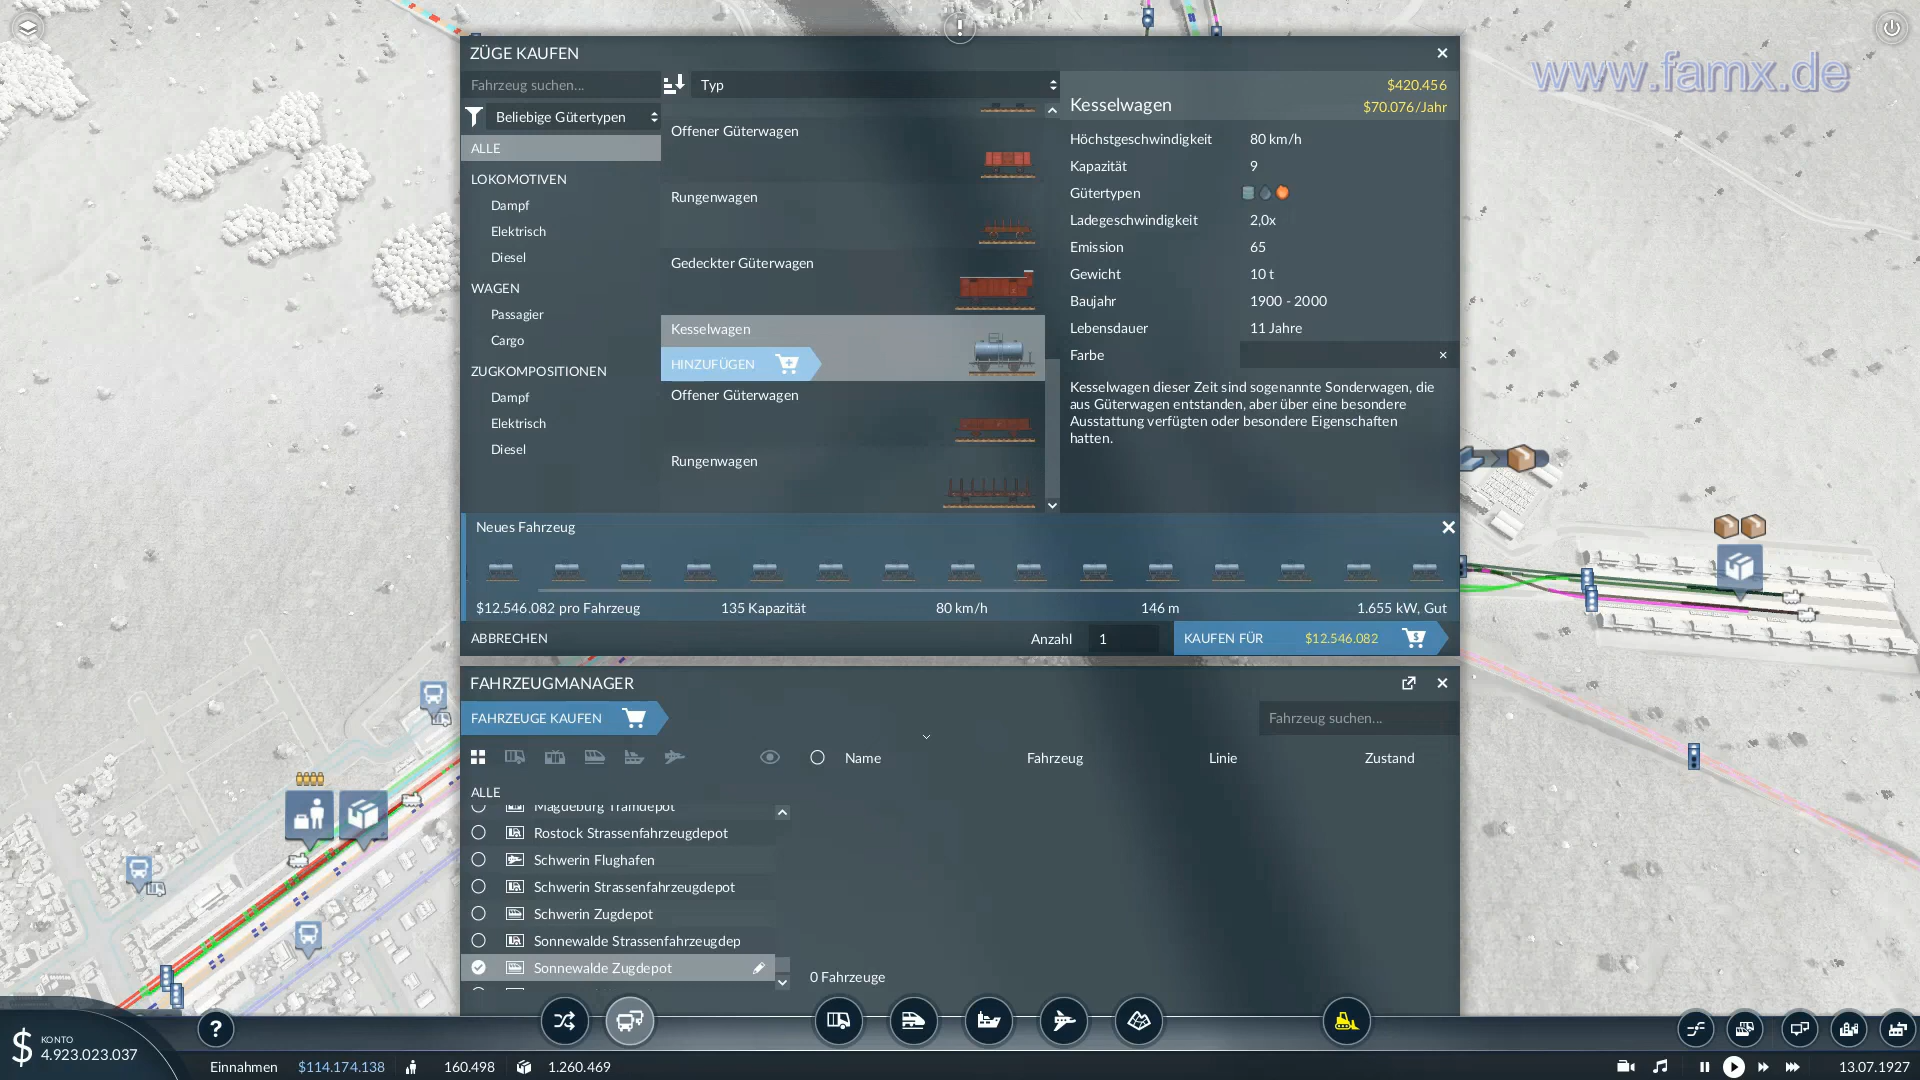 ZÜGE KAUFEN
www.famx.de
Fahrzeug suchen...
Typ
$420.456
Kesselwagen
$70.076/Jahr
Beliebige Gütertypen
ALLE
LOKOMOTIVEN
Dampf
Elektrisch
Diesel
WAGEN
Passagier
Cargo
ZUGKOMPOSITIONEN
Dampf
Elektrisch
Diesel
Offener Güterwagen
Rungenwagen
Gedeckter Güterwagen
Kesselwagen
HINZUFÜGEN
Offener Güterwagen
Rungenwagen
Höchstgeschwindigkeit 80 km/h
Kapazität 9
Gütertypen
Ladegeschwindigkeit 2,0x
Emission 65
Gewicht 10 t
Baujahr 1900 - 2000
Lebensdauer 11 Jahre
Farbe
Kesselwagen dieser Zeit sind sogenannte Sonderwagen, die
aus Güterwagen entstanden, aber über eine besondere
Ausstattung verfügten oder besondere Eigenschaften
hatten.
Neues Fahrzeug
$12.546.082 pro Fahrzeug 135 Kapazität 80 km/h 146 m 1.655 kW, Gut
ABBRECHEN Anzahl 1 KAUFEN FÜR $12.546.082
FAHRZEUGMANAGER
FAHRZEUGE KAUFEN
Fahrzeug suchen...
Name Fahrzeug Linie Zustand
ALLE
Magdeburg Tramdepot
Rostock Strassenfahrzeugdepot
Schwerin Flughafen
Schwerin Strassenfahrzeugdepot
Schwerin Zugdepot
Sonnewalde Strassenfahrzeugdep
Sonnewalde Zugdepot
0 Fahrzeuge
$ KONTO
4.923.023.037
?
Einnahmen $114.174.138 160.498 1.260.469
13.07.1927